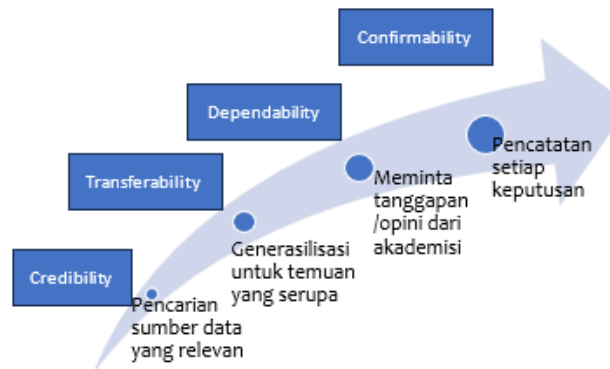 Confirmability
Dependability
Transferability
Credibility
Pencarian
sumber data
yang relevan
Generasilisasi
untuk temuan
yang serupa
Meminta
tanggapan
/opini dari
akademisi
Pencatatan
setiap
keputusan